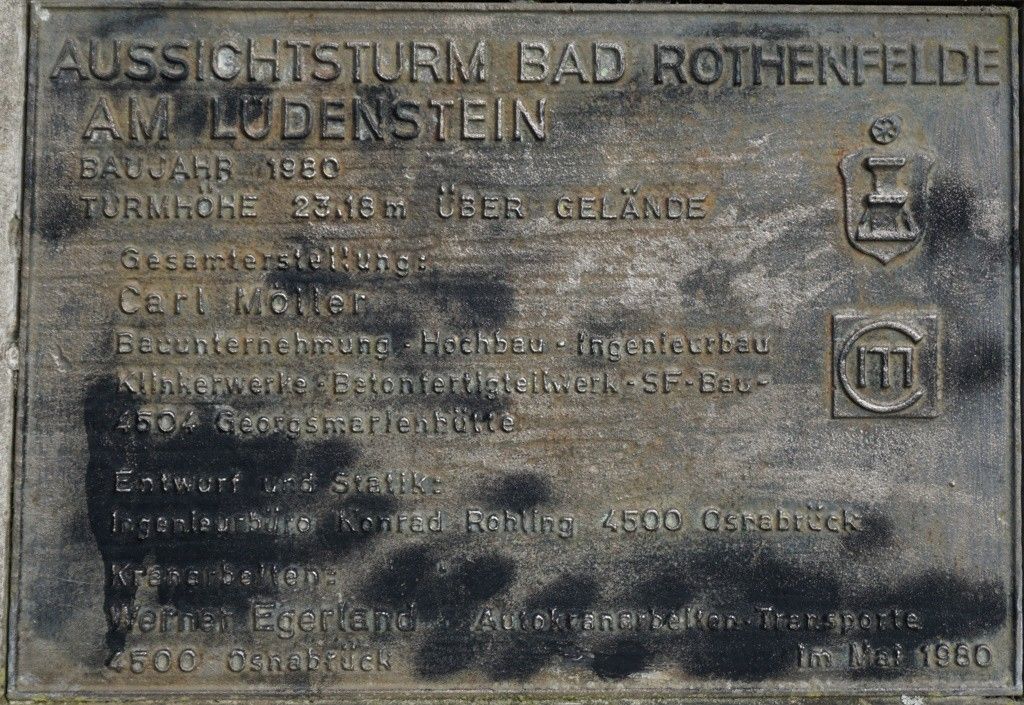 AUSSICHTSTURM BAD ROTHENFELDE
AM LUDENSTEIN
BAUJAHR 1980
TURMHÖHE 23,18 m ÜBER GELÄNDE
Gesamterstellung:
Carl Möller
Bauunternehmung - Hochbau - Ingenieurbau
Klinkerwerke - Betonfertigteilwerk - SF-Bau -
4504 Georgsmarienhütte
Cm
Entwurf und Statik:
Ingenieurbüro Konrad Rohling 4500 Osnabrück
Kranarbeiten:
Werner Egerland - Autokranarbeiten - Transporte
4500 Osnabrück im Mai 1980